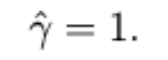 γ̂ = 1.